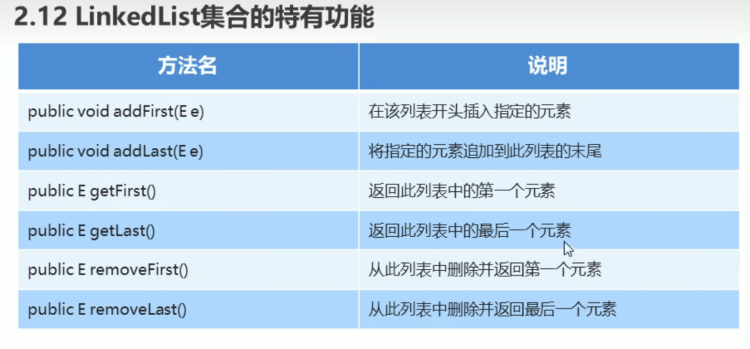 2.12 LinkedList集合的特有功能
方法名 说明
public void addFirst(E e) 在该列表开头插入指定的元素
public void addLast(E e) 将指定的元素追加到此列表的末尾
public E getFirst() 返回此列表中的第一个元素
public E getLast() 返回此列表中的最后一个元素
public E removeFirst() 从此列表中删除并返回第一个元素
public E removeLast() 从此列表中删除并返回最后一个元素